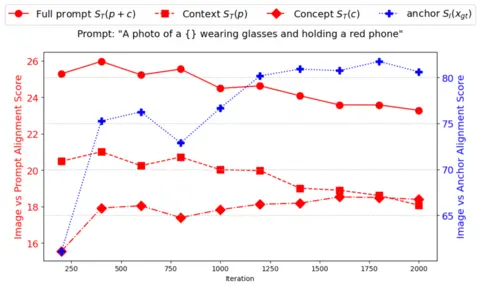 Full prompt S_T(p + c) Context S_T(p) Concept S_T(c) anchor S_I(x_gt)
Prompt: "A photo of a {} wearing glasses and holding a red phone"
Image vs Prompt Alignment Score
26
24
22
20
18
16
80
75
70
65
Image vs Anchor Alignment Score
250 500 750 1000 1250 1500 1750 2000
Iteration